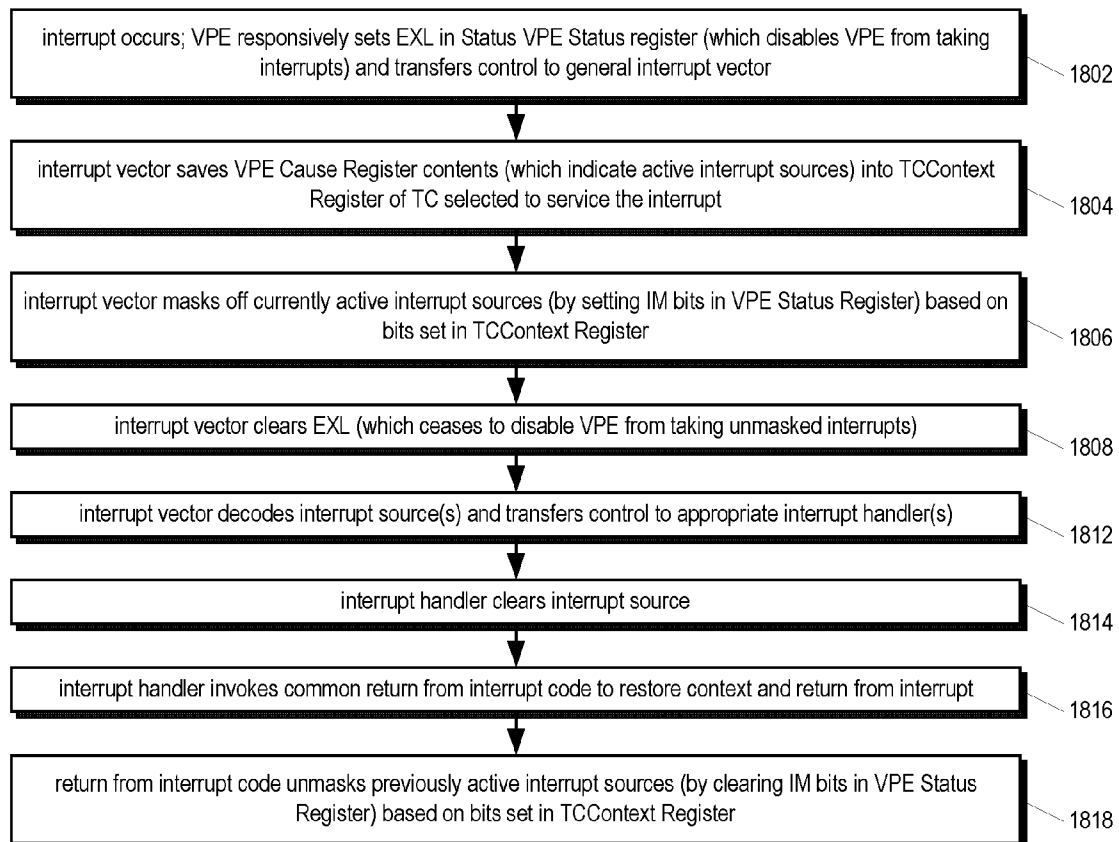 interrupt occurs; VPE responsively sets EXL in Status VPE Status register (which disables VPE from taking
interrupts) and transfers control to general interrupt vector
1802
interrupt vector saves VPE Cause Register contents (which indicate active interrupt sources) into TCContext
Register of TC selected to service the interrupt
1804
interrupt vector masks off currently active interrupt sources (by setting IM bits in VPE Status Register) based on
bits set in TCContext Register
1806
interrupt vector clears EXL (which ceases to disable VPE from taking unmasked interrupts)
1808
interrupt vector decodes interrupt source(s) and transfers control to appropriate interrupt handler(s)
1812
interrupt handler clears interrupt source
1814
interrupt handler invokes common return from interrupt code to restore context and return from interrupt
1816
return from interrupt code unmasks previously active interrupt sources (by clearing IM bits in VPE Status
Register) based on bits set in TCContext Register
1818